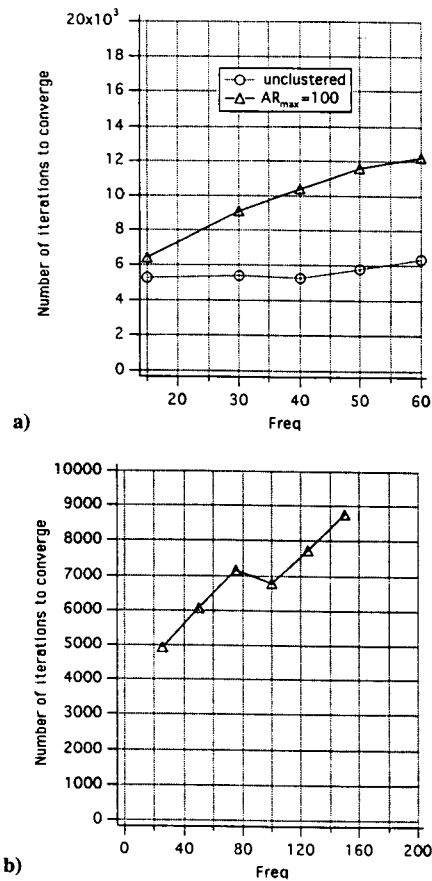 20x10³
18
16
14
12
10
8
6
4
2
0
Number of iterations to converge
unclustered
ARmax=100
20 30 40 50 60
Freq
a)
10000
9000
8000
7000
6000
5000
4000
3000
2000
1000
0
Number of iterations to converge
0 40 80 120 160 200
Freq
b)